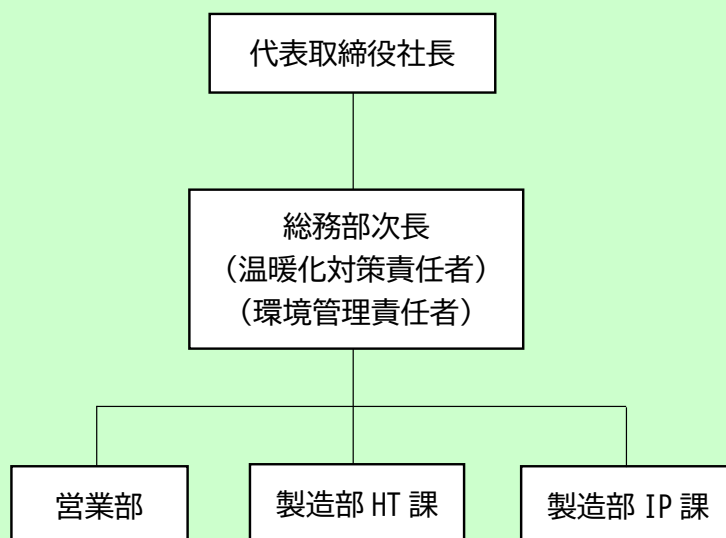 代表取締役社長
総務部次長
（温暖化対策責任者）
（環境管理責任者）
営業部
製造部 HT 課
製造部 IP 課